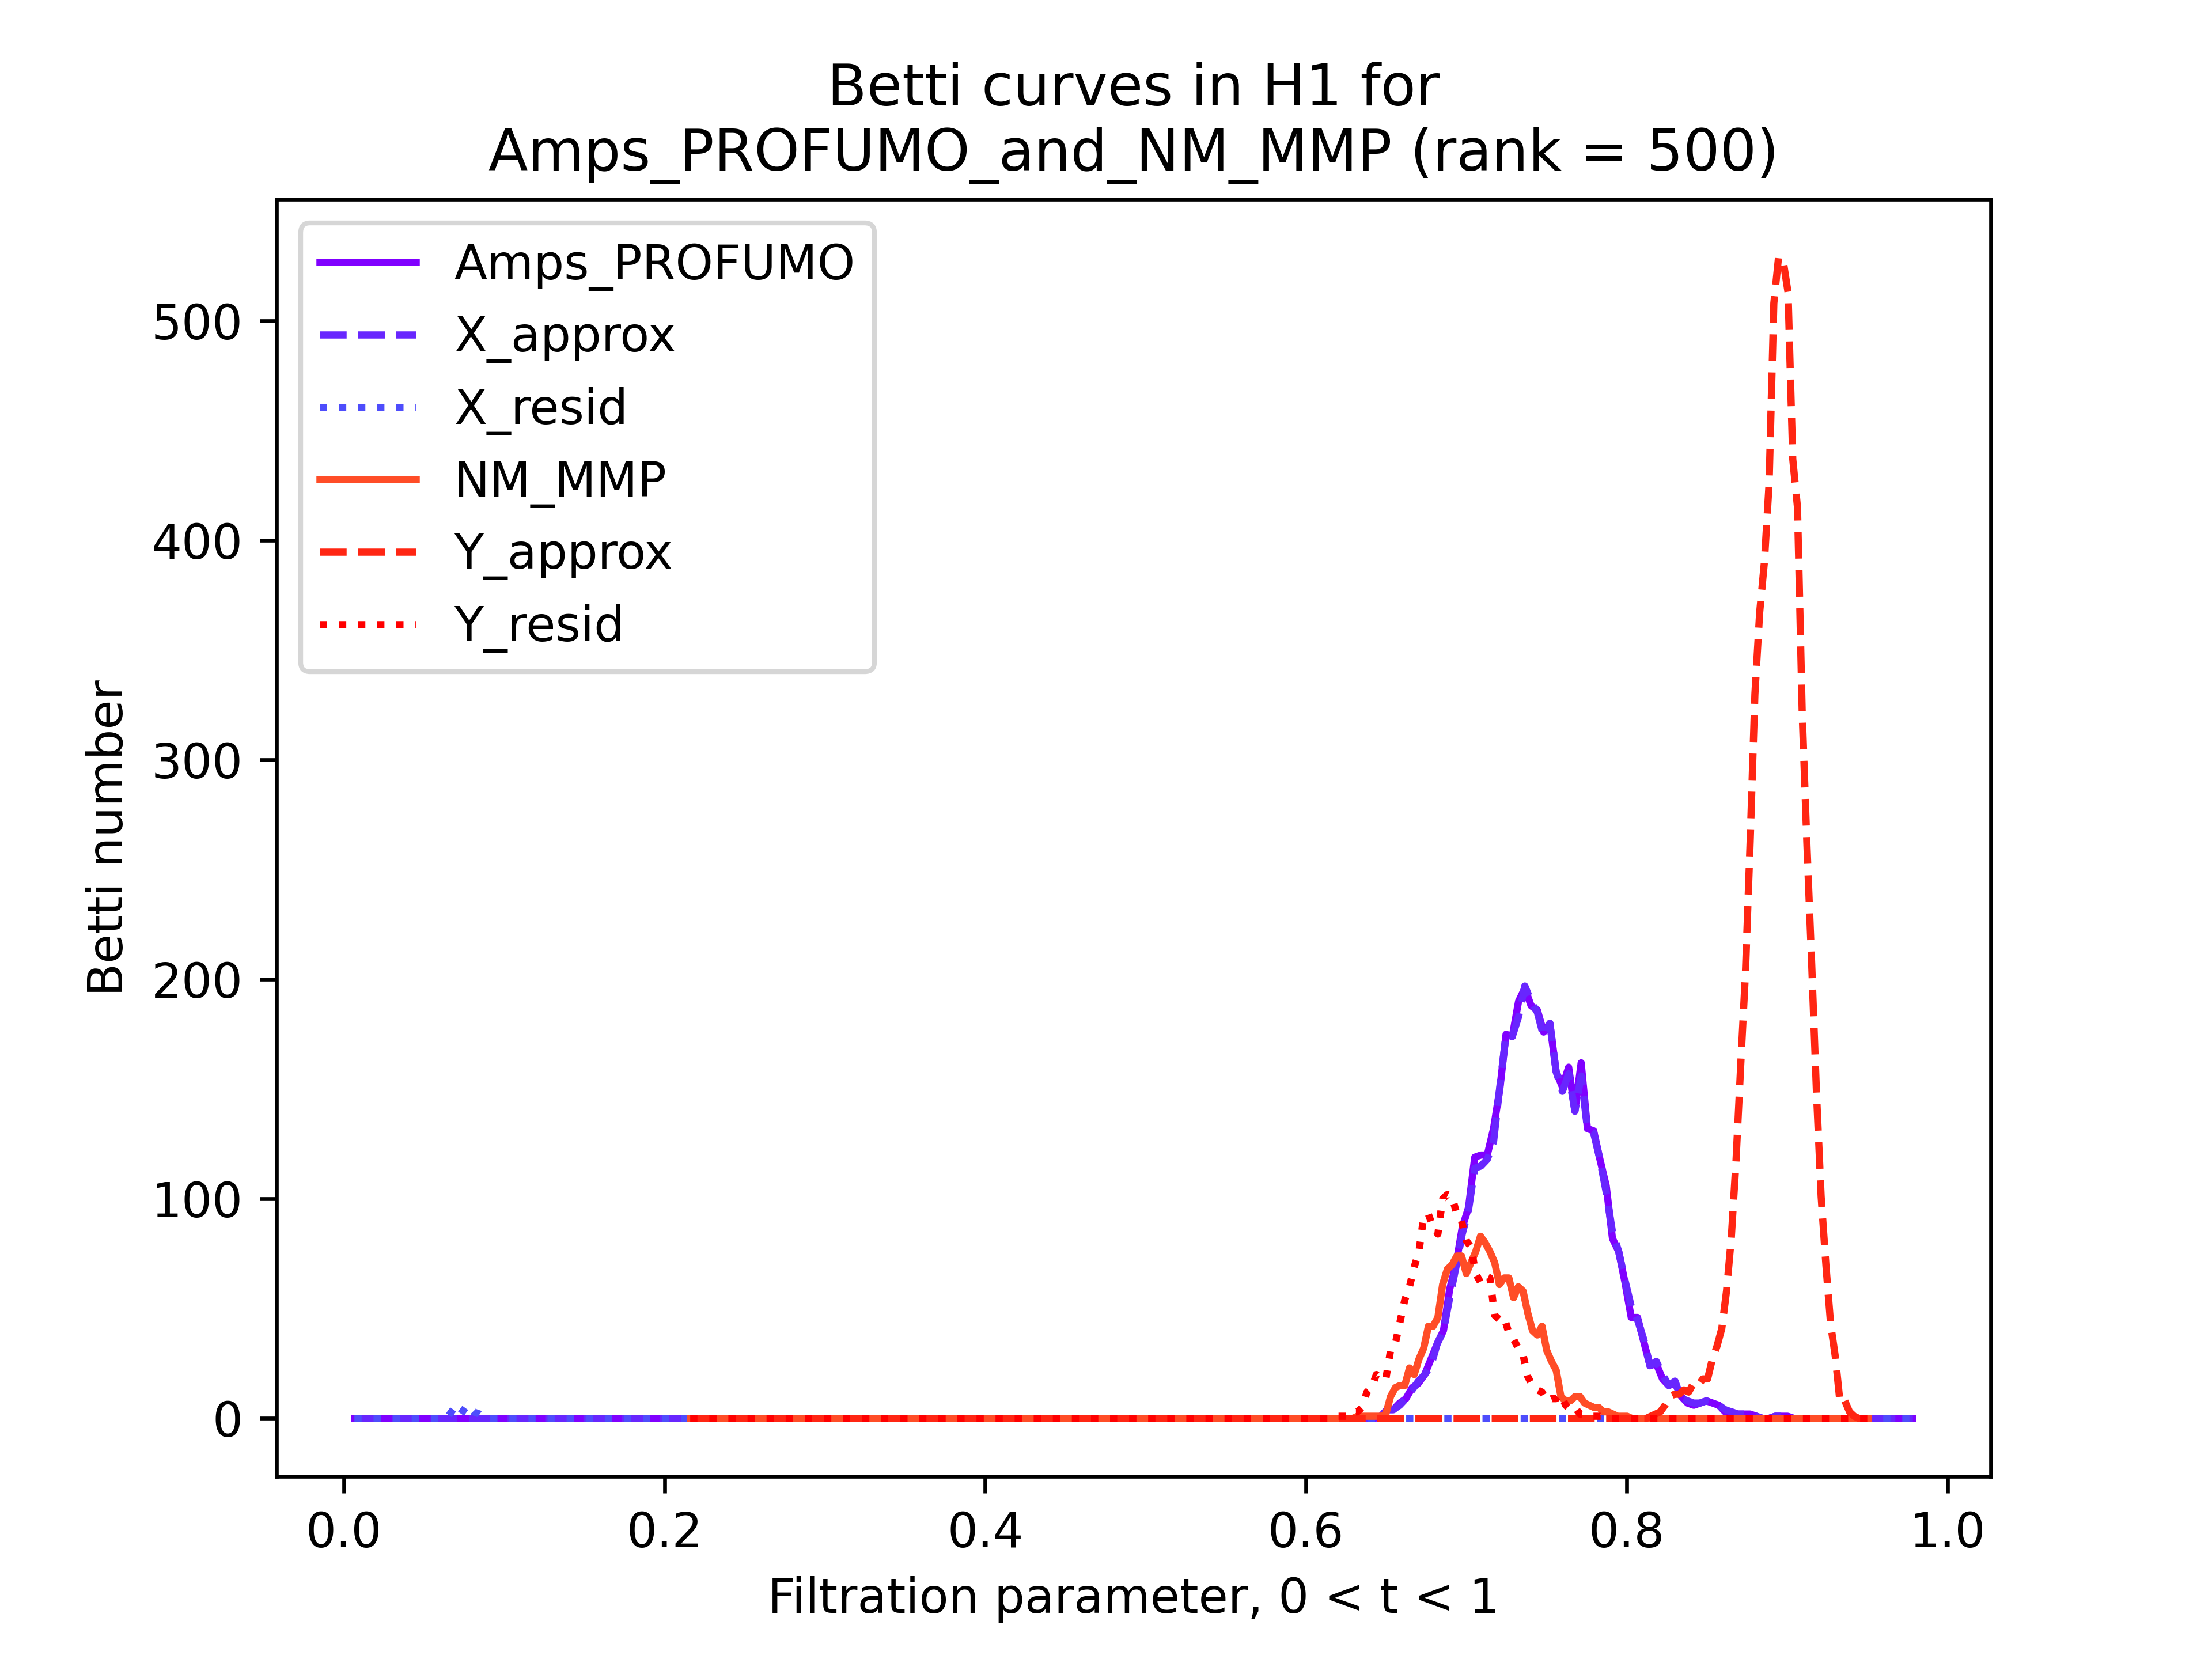 Betti curves in H1 for
Amps_PROFUMO_and_NM_MMP (rank = 500)
Amps_PROFUMO
X_approx
X_resid
NM_MMP
Y_approx
Y_resid
Betti number
500
400
300
200
100
0
0.0 0.2 0.4 0.6 0.8 1.0
Filtration parameter, 0 < t < 1